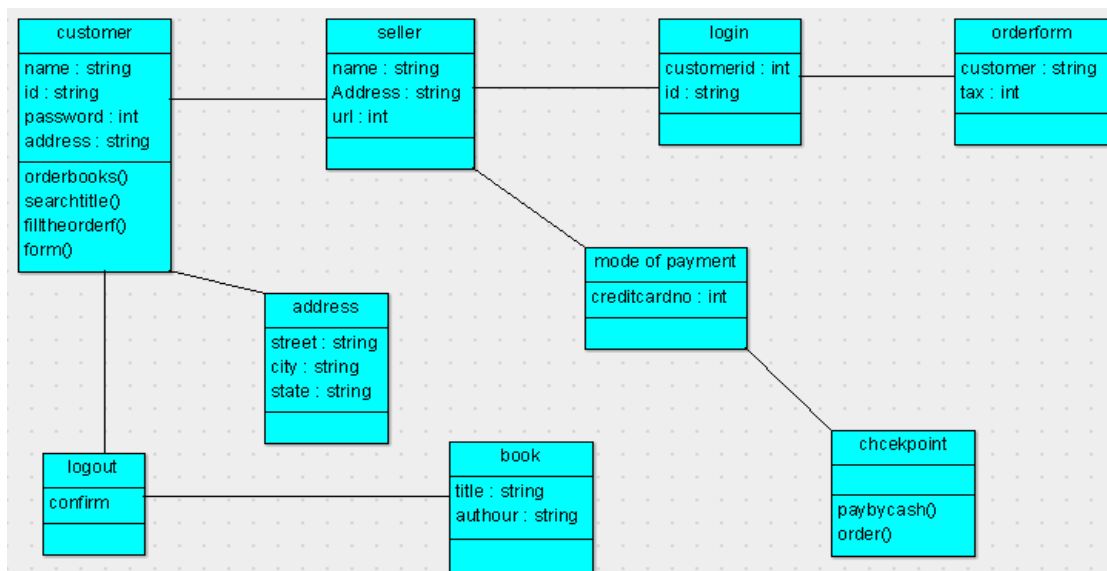 customer
name : string
id : string
password : int
address : string
orderbooks()
searchtitle()
filltheorderf()
form()
seller
name : string
Address : string
url : int
login
customerid : int
id : string
orderform
customer : string
tax : int
mode of payment
creditcardno : int
address
street : string
city : string
state : string
chcekpoint
paybycash()
order()
logout
confirm
book
title : string
authour : string